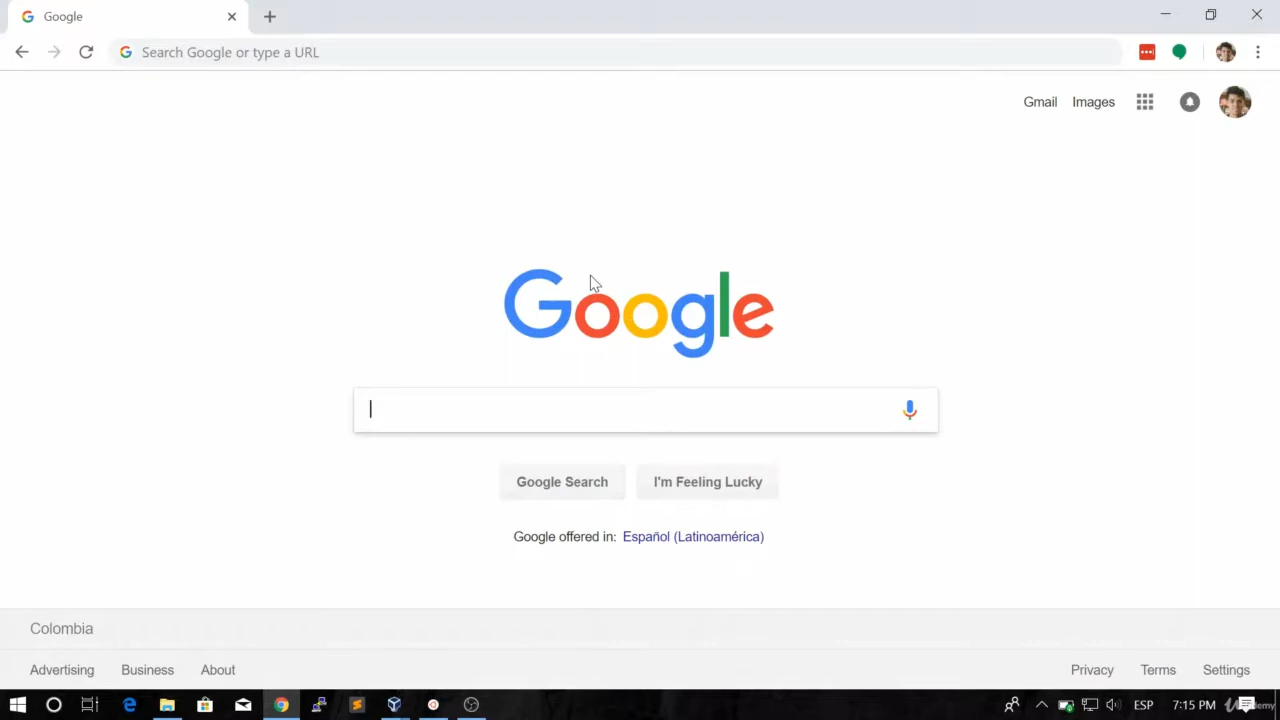 Google
Search Google or type a URL
Gmail Images
Google
Google Search I'm Feeling Lucky
Google offered in: Español (Latinoamérica)
Colombia
Advertising Business About
Privacy Terms Settings
ESP 7:15 PM